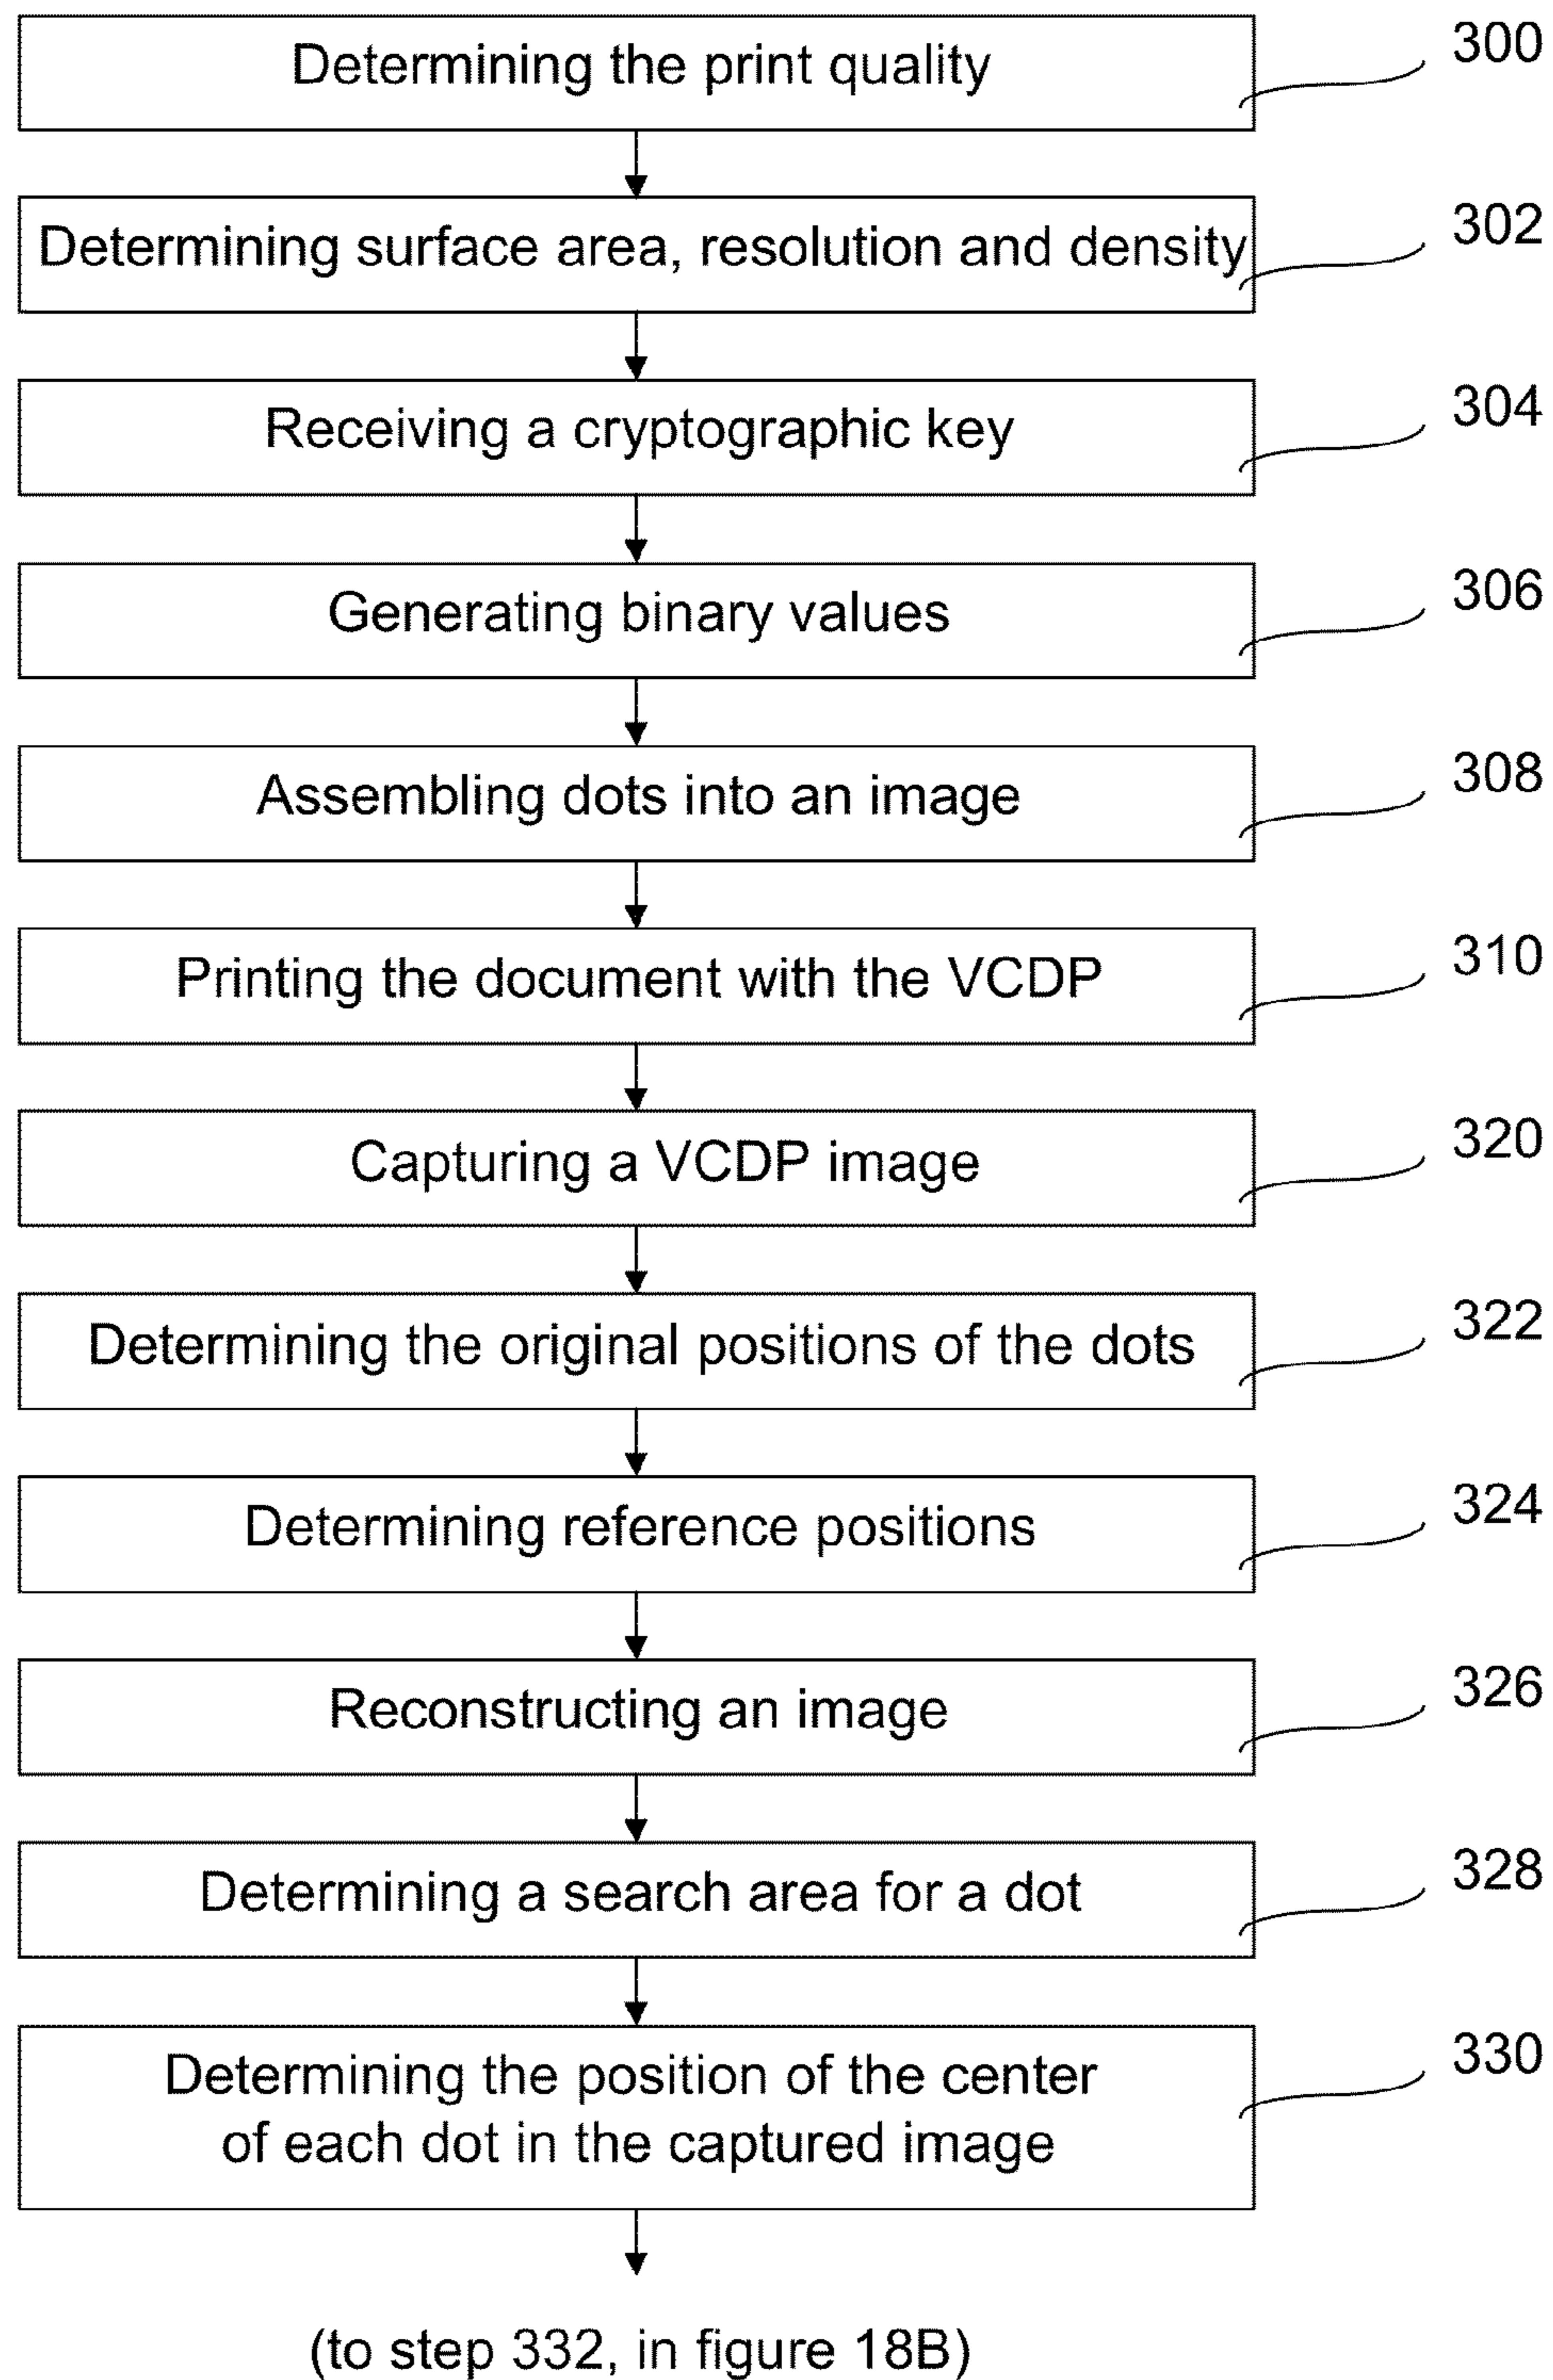 Determining the print quality
300
Determining surface area, resolution and density
302
Receiving a cryptographic key
304
Generating binary values
306
Assembling dots into an image
308
Printing the document with the VCDP
310
Capturing a VCDP image
320
Determining the original positions of the dots
322
Determining reference positions
324
Reconstructing an image
326
Determining a search area for a dot
328
Determining the position of the center
of each dot in the captured image
330
(to step 332, in figure 18B)